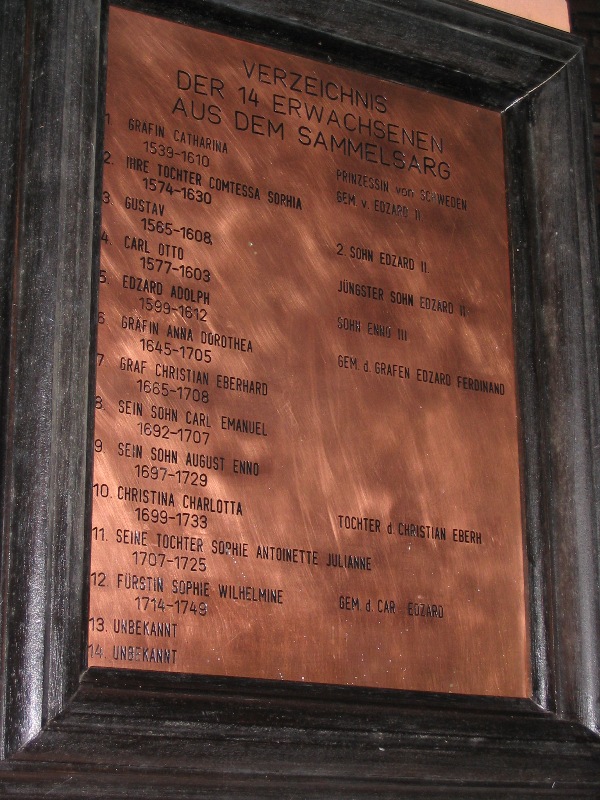 VERZEICHNIS
DER 14 ERWACHSENEN
AUS DEM SAMMELSARG
1 GRÄFIN CATHARINA PRINZESSIN von SCHWEDEN
1539-1610 GEM. v. EDZARD II
2. IHRE TOCHTER COMTESSA SOPHIA
1574-1630
3. GUSTAV 2. SOHN EDZARD II.
1565-1608
4. CARL OTTO JÜNGSTER SOHN EDZARD II
1577-1603
5. EDZARD ADOLPH SOHN ENNO III
1599-1612
6 GRÄFIN ANNA DOROTHEA GEM. d. GRAFEN EDZARD FERDINAND
1645-1705
7 GRAF CHRISTIAN EBERHARD
1665-1708
8. SEIN SOHN CARL EMANUEL
1692-1707
9 SEIN SOHN AUGUST ENNO
1697-1729
10. CHRISTINA CHARLOTTA TOCHTER d. CHRISTIAN EBERH
1699-1733
11. SEINE TOCHTER SOPHIE ANTOINETTE JULIANNE
1707-1725
12. FÜRSTIN SOPHIE WILHELMINE GEM. d. CAR EDZARD
1714-1749
13. UNBEKANNT
14. UNBEKANNT